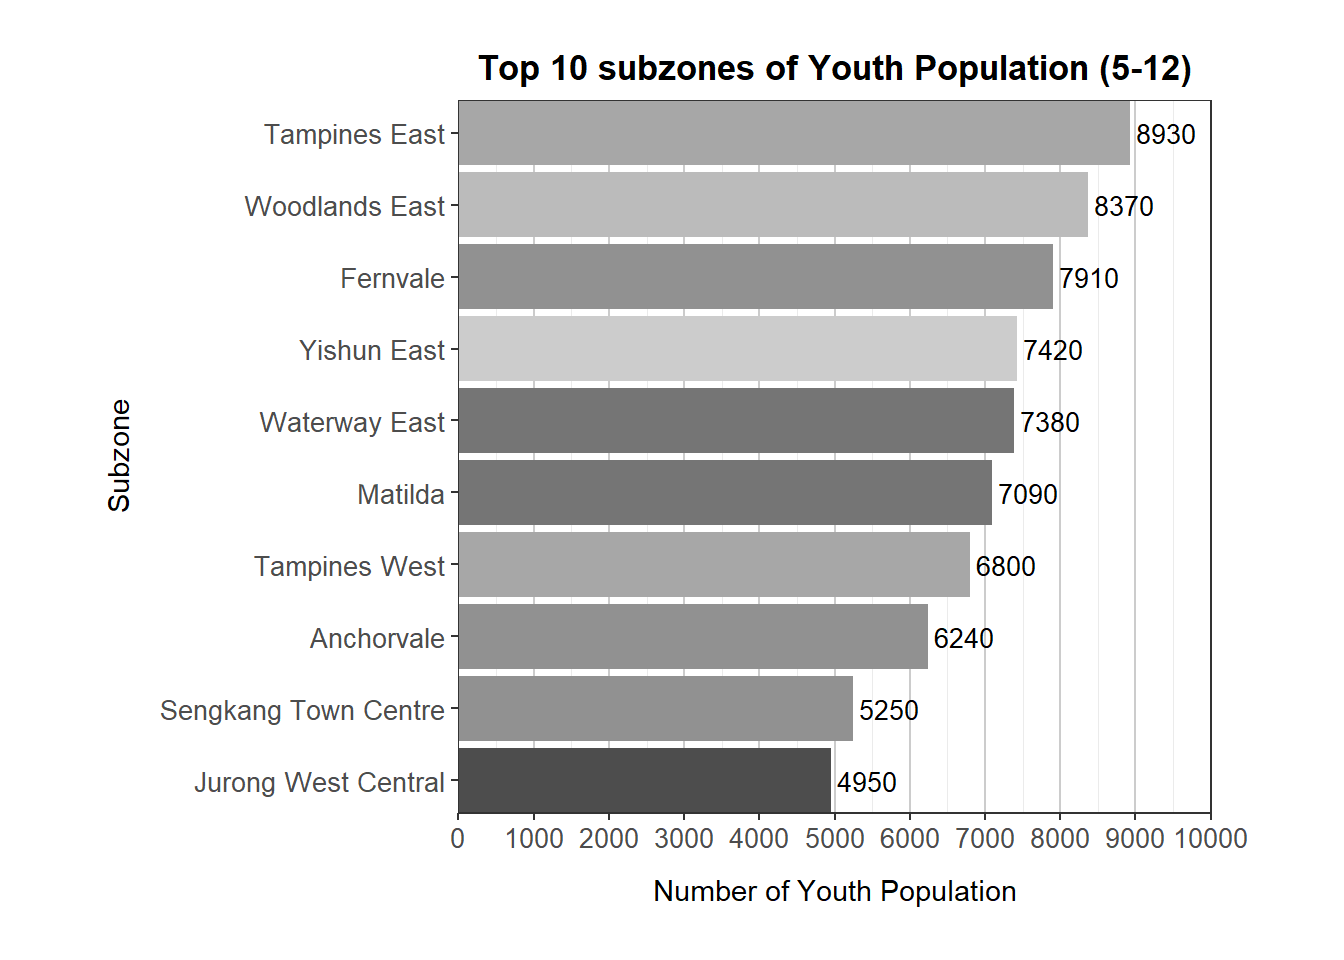 Top 10 subzones of Youth Population (5-12)
Subzone
Tampines East 8930
Woodlands East 8370
Fernvale 7910
Yishun East 7420
Waterway East 7380
Matilda 7090
Tampines West 6800
Anchorvale 6240
Sengkang Town Centre 5250
Jurong West Central 4950
0 1000 2000 3000 4000 5000 6000 7000 8000 9000 10000
Number of Youth Population